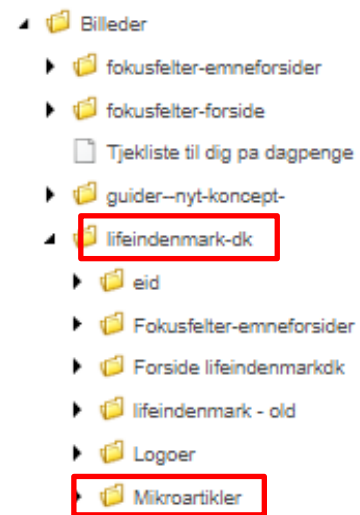 Billeder
fokusfelter-emneforsider
fokusfelter-forside
Tjekliste til dig pa dagpenge
guider--nyt-koncept-
lifeindenmark-dk
eid
Fokusfelter-emneforsider
Forside lifeindenmarkdk
lifeindenmark - old
Logoer
Mikroartikler